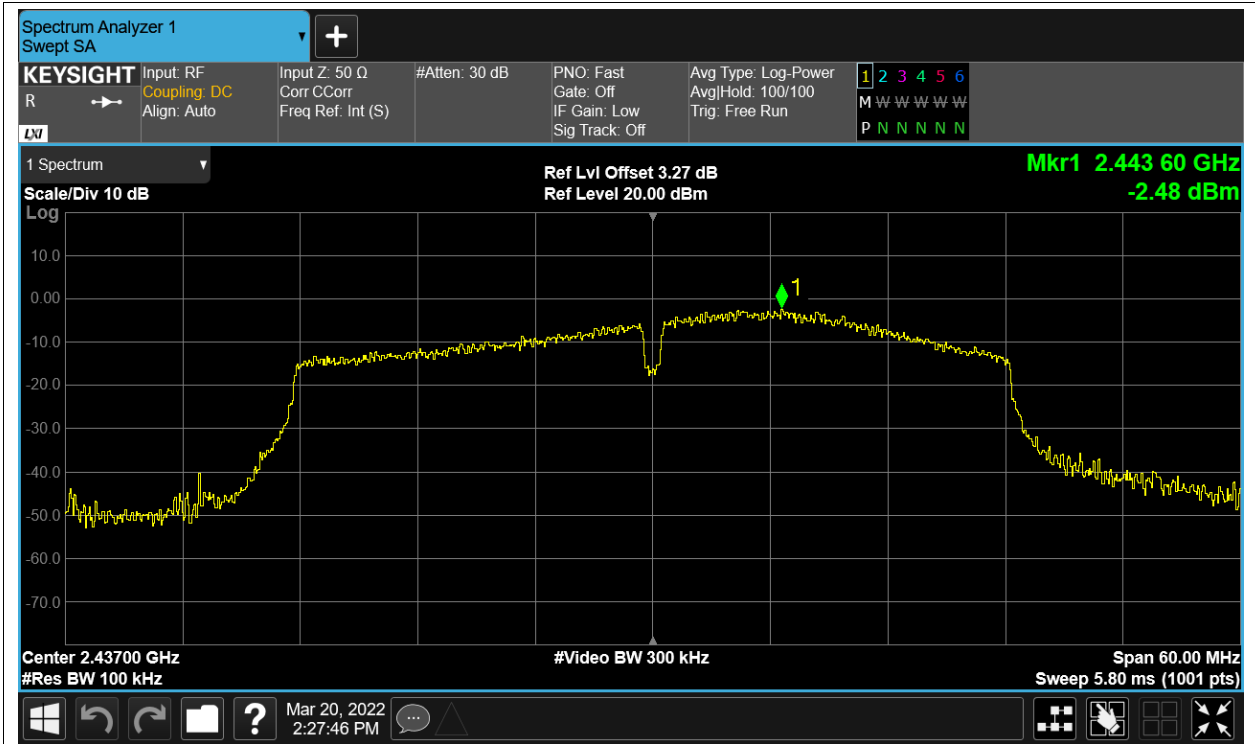 Spectrum Analyzer 1
Swept SA
+
KEYSIGHT
R
LXI
Input: RF
Coupling: DC
Align: Auto
Input Z: 50 Ω
Corr CCorr
Freq Ref: Int (S)
#Atten: 30 dB
PNO: Fast
Gate: Off
IF Gain: Low
Sig Track: Off
Avg Type: Log-Power
Avg|Hold: 100/100
Trig: Free Run
1 2 3 4 5 6
M W W W W W
P N N N N N
1 Spectrum
Scale/Div 10 dB
Log
Ref Lvl Offset 3.27 dB
Ref Level 20.00 dBm
Mkr1 2.443 60 GHz
-2.48 dBm
10.0
0.00
-10.0
-20.0
-30.0
-40.0
-50.0
-60.0
-70.0
1
Center 2.43700 GHz
#Res BW 100 kHz
#Video BW 300 kHz
Span 60.00 MHz
Sweep 5.80 ms (1001 pts)
?
Mar 20, 2022
2:27:46 PM